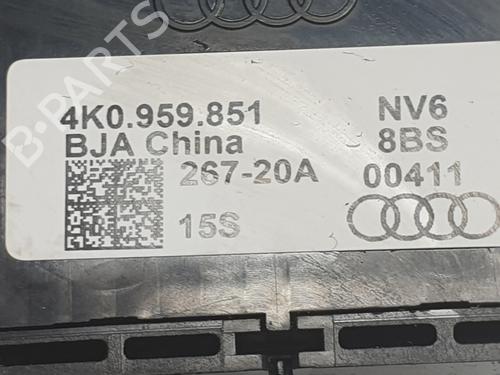 4K0.959.851 NV6
BJA China 8BS
267-20A 00411
15S
B-PARTS